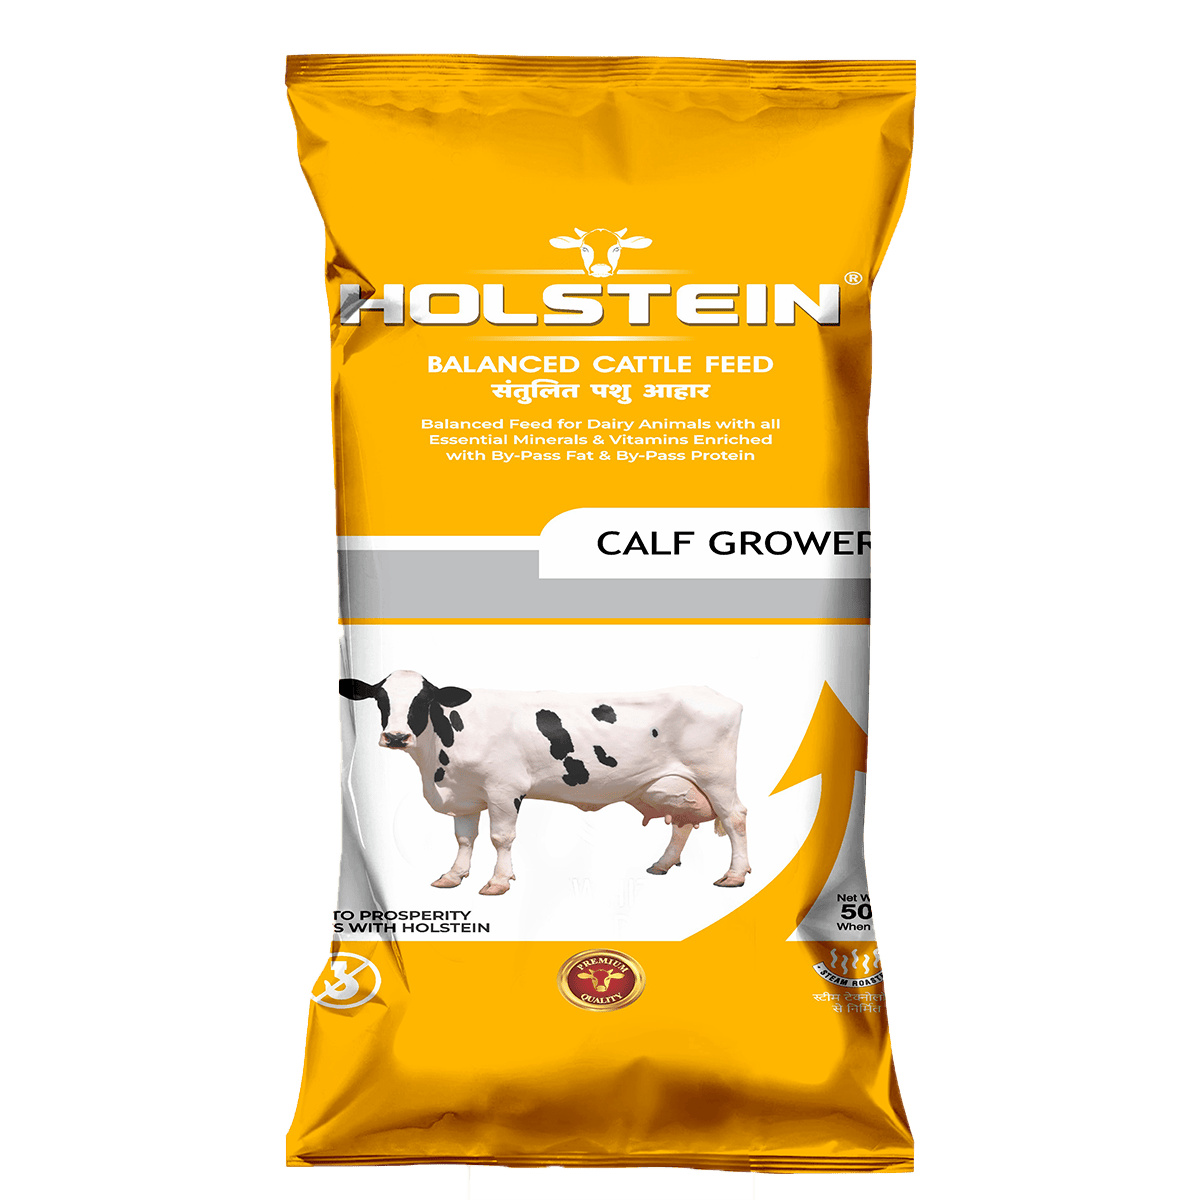 HOLSTEIN®
BALANCED CATTLE FEED
संतुलित पशु आहार
Balanced Feed for Dairy Animals with all
Essential Minerals & Vitamins Enriched
with By-Pass Fat & By-Pass Protein
CALF GROWER
TO PROSPERITY
S WITH HOLSTEIN
Net W
50
When
PREMIUM
QUALITY
STEAM ROAST
स्टीम टेक्नोल
से निर्मित